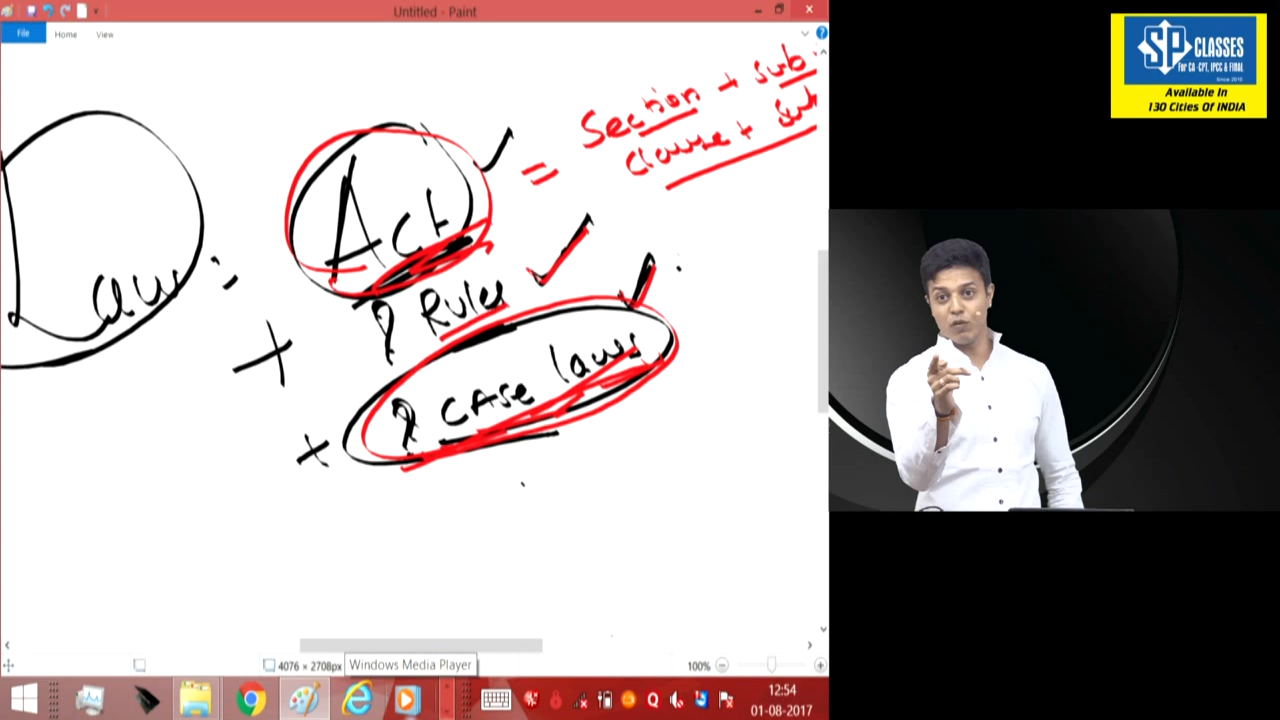 Untitled - Paint
File Home View
SP CLASSES
For CA -CPT, IPCC & FINAL
Since 2010
Available In
130 Cities Of INDIA
Section + Sub
Clause + Sub
Law = Act =
+ Rules
+ Case laws
4076 × 2708px
Windows Media Player
100%
12:54
01-08-2017